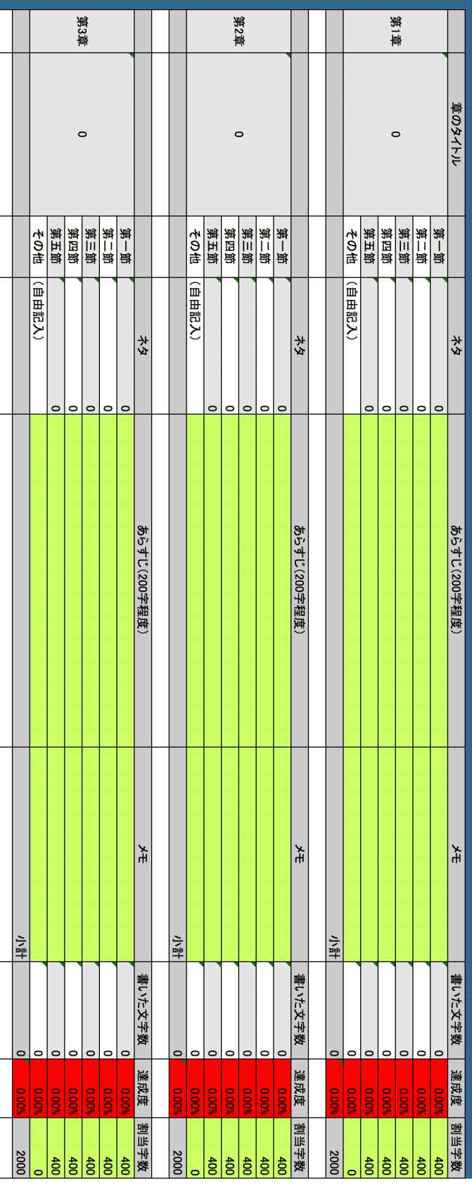 章のタイトル ネタ あらすじ(200字程度) メモ 書いた文字数 達成度 割当字数
第1章 0 第一節 0 0 0.00% 400
第二節 0 0 0.00% 400
第三節 0 0 0.00% 400
第四節 0 0 0.00% 400
第五節 0 0 0.00% 400
その他 (自由記入) 0 0.00% 0
小計 0 0.00% 2000
ネタ あらすじ(200字程度) メモ 書いた文字数 達成度 割当字数
第2章 0 第一節 0 0 0.00% 400
第二節 0 0 0.00% 400
第三節 0 0 0.00% 400
第四節 0 0 0.00% 400
第五節 0 0 0.00% 400
その他 (自由記入) 0 0.00% 0
小計 0 0.00% 2000
ネタ あらすじ(200字程度) メモ 書いた文字数 達成度 割当字数
第3章 0 第一節 0 0 0.00% 400
第二節 0 0 0.00% 400
第三節 0 0 0.00% 400
第四節 0 0 0.00% 400
第五節 0 0 0.00% 400
その他 (自由記入) 0 0.00% 0
小計 0 0.00% 2000